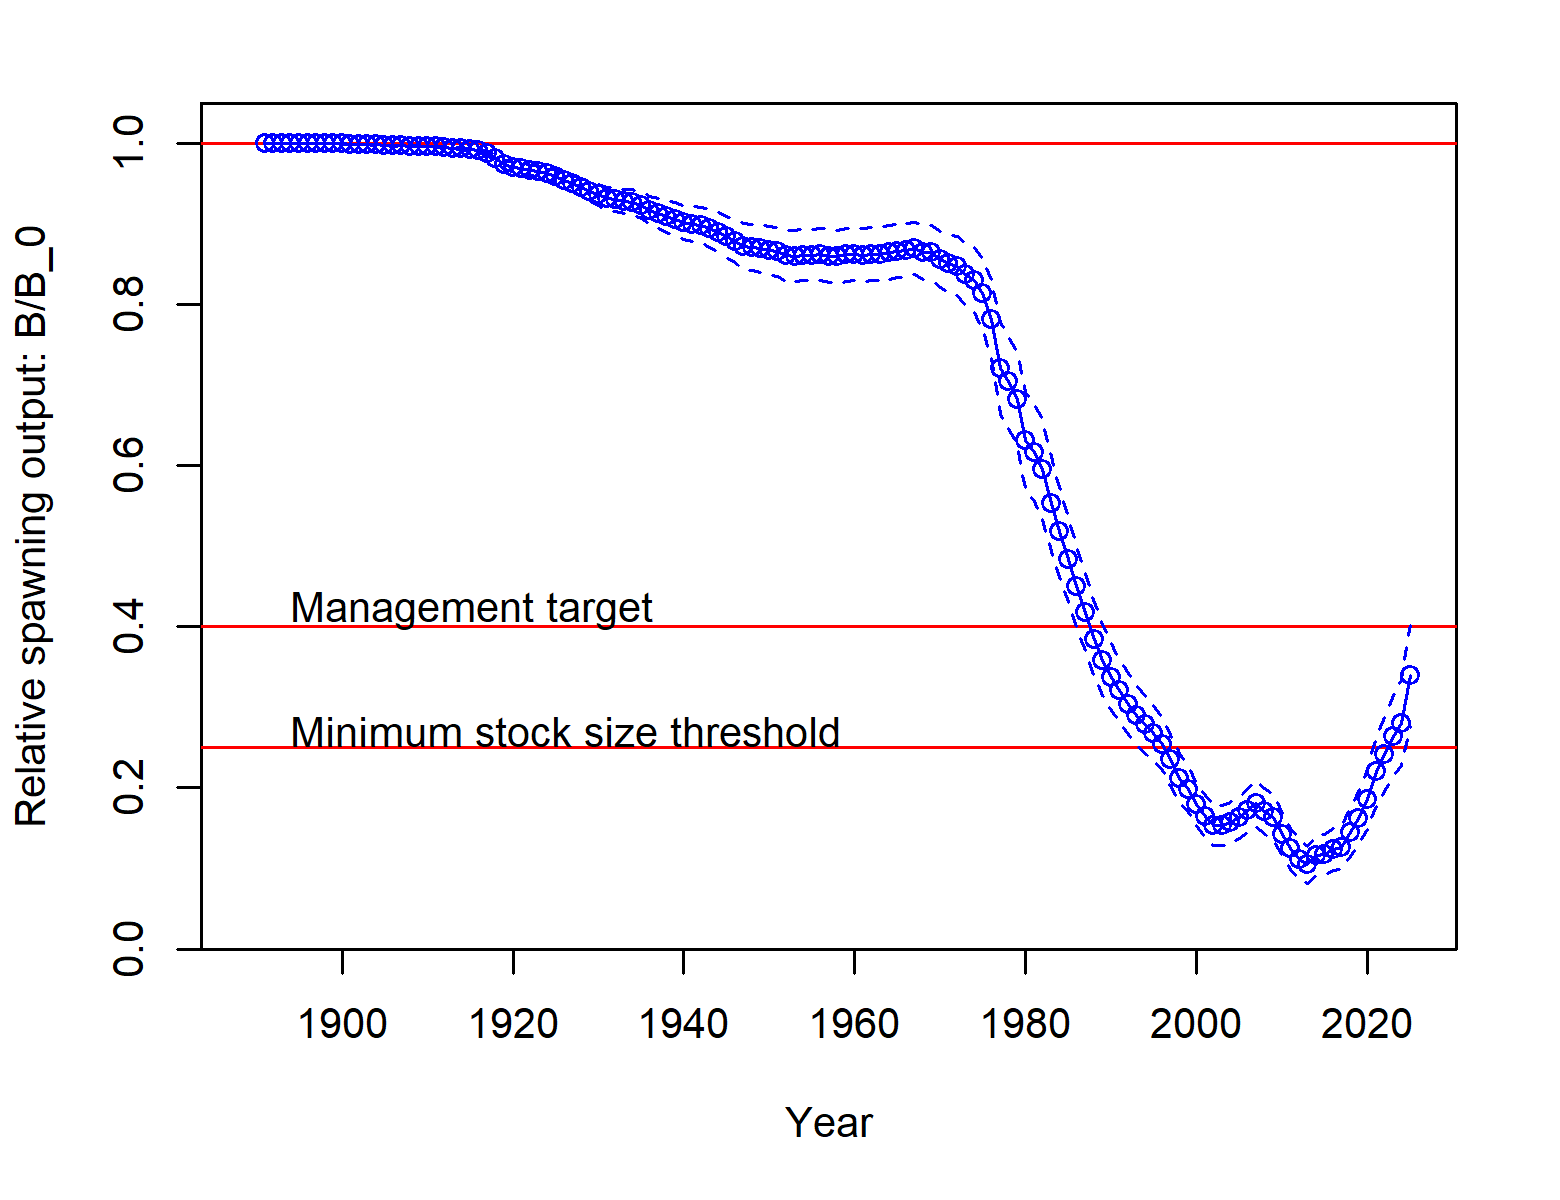 Relative spawning output: B/B_0
1.0
0.8
0.6
0.4
0.2
0.0
Management target
Minimum stock size threshold
1900 1920 1940 1960 1980 2000 2020
Year